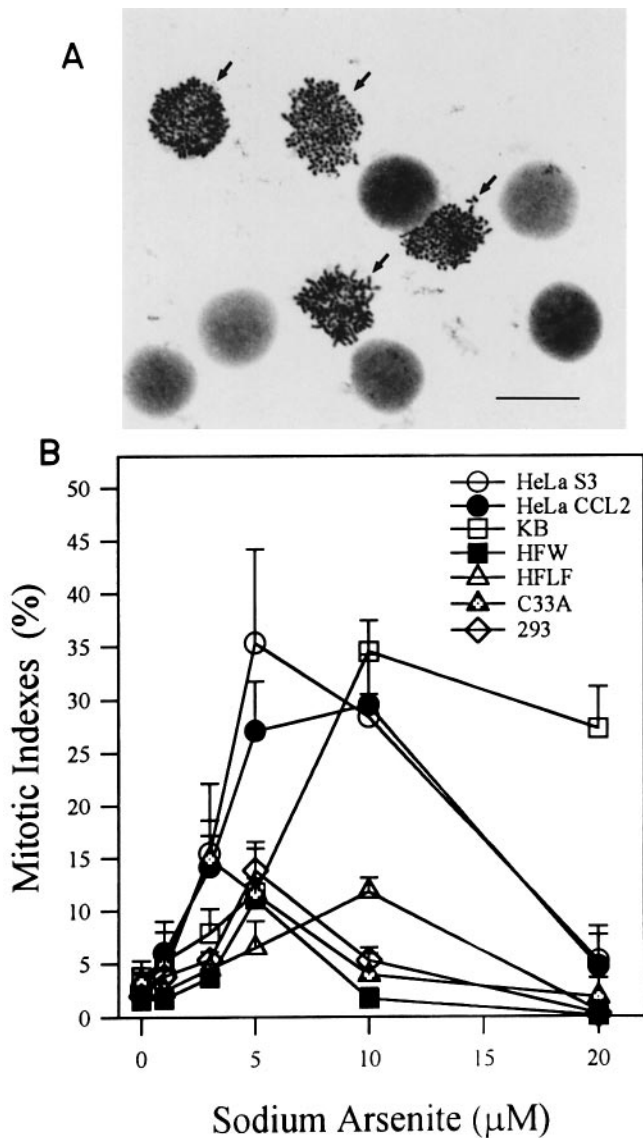 A
B
50
45
40
35
30
25
20
15
10
5
0
Mitotic Indexes (%)
HeLa S3
HeLa CCL2
KB
HFW
HFLF
C33A
293
0 5 10 15 20
Sodium Arsenite (μM)